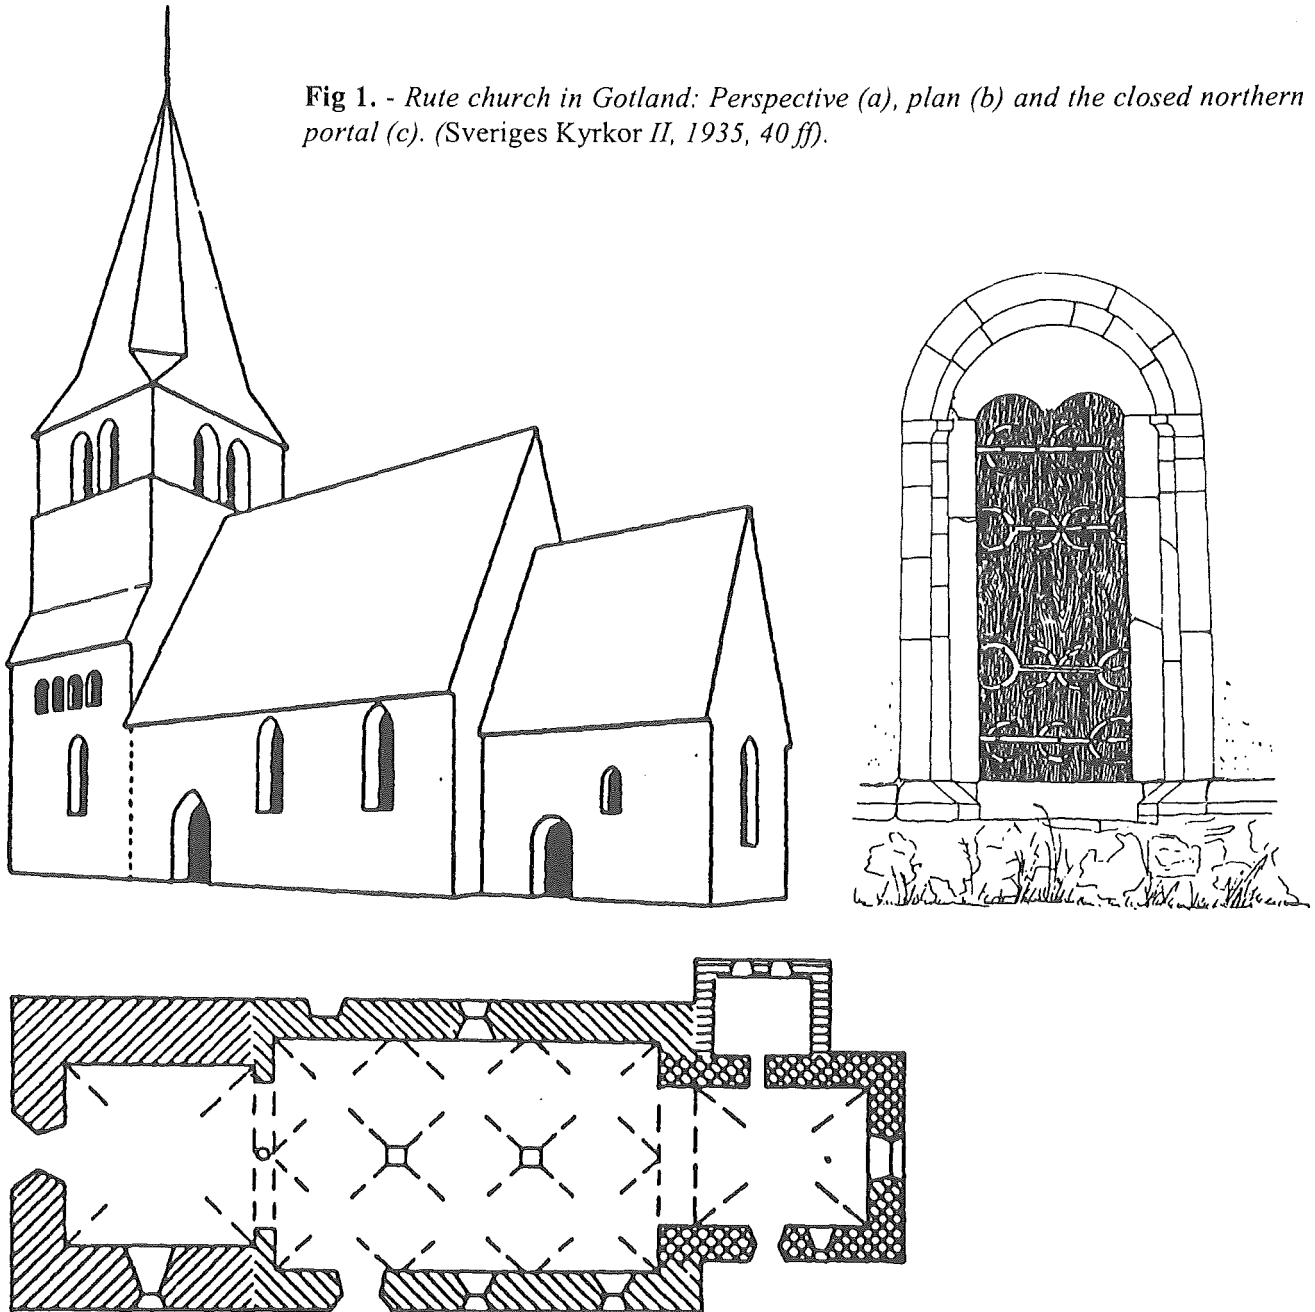 Fig 1. - Rute church in Gotland: Perspective (a), plan (b) and the closed northern
portal (c). (Sveriges Kyrkor II, 1935, 40 ff).